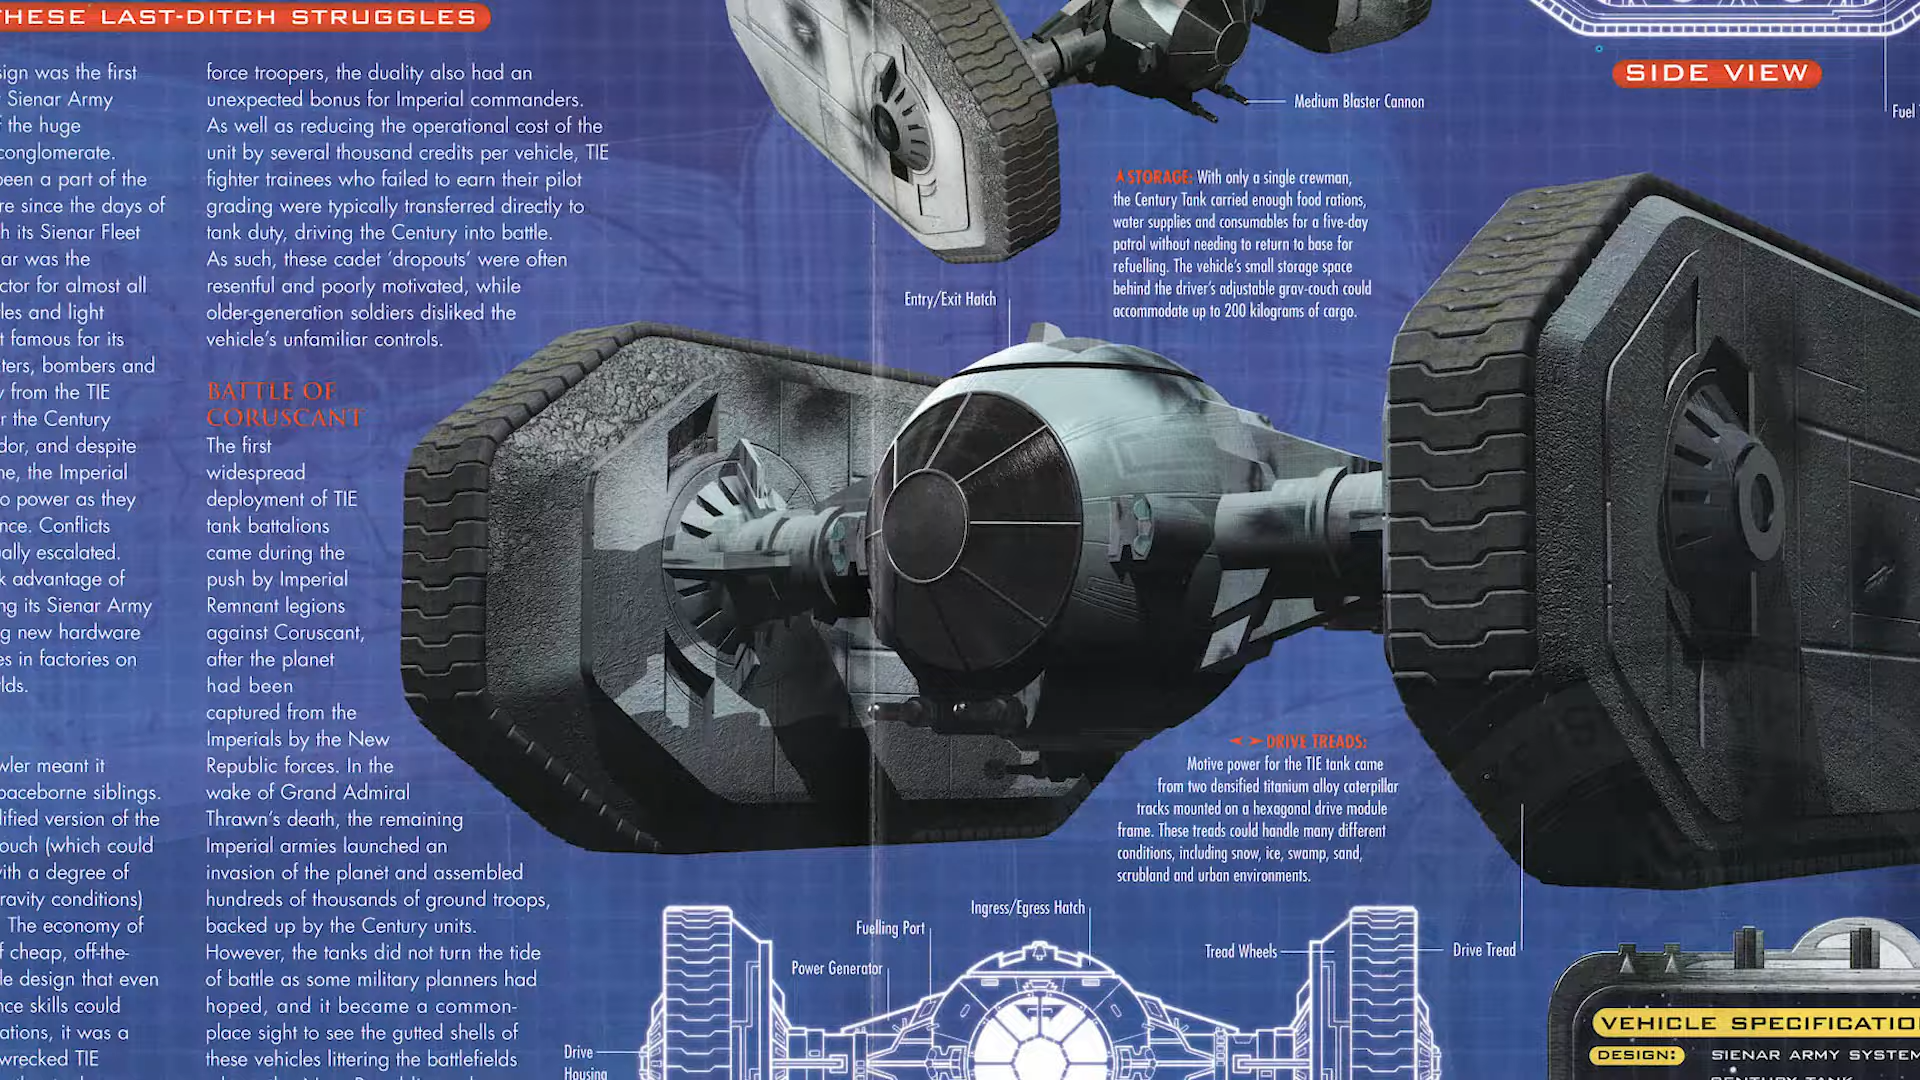 THESE LAST-DITCH STRUGGLES
sign was the first
Sienar Army
f the huge
conglomerate.
been a part of the
re since the days of
h its Sienar Fleet
ar was the
ctor for almost all
les and light
t famous for its
ters, bombers and
y from the TIE
r the Century
dor, and despite
ne, the Imperial
o power as they
nce. Conflicts
ually escalated.
k advantage of
ng its Sienar Army
g new hardware
es in factories on
lds.
wler meant it
paceborne siblings.
lified version of the
ouch (which could
with a degree of
ravity conditions)
The economy of
f cheap, off-the-
le design that even
nce skills could
ations, it was a
wrecked TIE
force troopers, the duality also had an
unexpected bonus for Imperial commanders.
As well as reducing the operational cost of the
unit by several thousand credits per vehicle, TIE
fighter trainees who failed to earn their pilot
grading were typically transferred directly to
tank duty, driving the Century into battle.
As such, these cadet ‘dropouts’ were often
resentful and poorly motivated, while
older-generation soldiers disliked the
vehicle’s unfamiliar controls.
BATTLE OF
CORUSCANT
The first
widespread
deployment of TIE
tank battalions
came during the
push by Imperial
Remnant legions
against Coruscant,
after the planet
had been
captured from the
Imperials by the New
Republic forces. In the
wake of Grand Admiral
Thrawn’s death, the remaining
Imperial armies launched an
invasion of the planet and assembled
hundreds of thousands of ground troops,
backed up by the Century units.
However, the tanks did not turn the tide
of battle as some military planners had
hoped, and it became a common-
place sight to see the gutted shells of
these vehicles littering the battlefields
Medium Blaster Cannon
SIDE VIEW
Fuel
STORAGE: With only a single crewman,
the Century Tank carried enough food rations,
water supplies and consumables for a five-day
patrol without needing to return to base for
refuelling. The vehicle’s small storage space
behind the driver’s adjustable grav-couch could
accommodate up to 200 kilograms of cargo.
Entry/Exit Hatch
DRIVE TREADS:
Motive power for the TIE tank came
from two densified titanium alloy caterpillar
tracks mounted on a hexagonal drive module
frame. These treads could handle many different
conditions, including snow, ice, swamp, sand,
scrubland and urban environments.
Ingress/Egress Hatch
Fuelling Port
Power Generator
Tread Wheels
Drive Tread
Drive
Housing
VEHICLE SPECIFICATIO
DESIGN: SIENAR ARMY SYSTEM